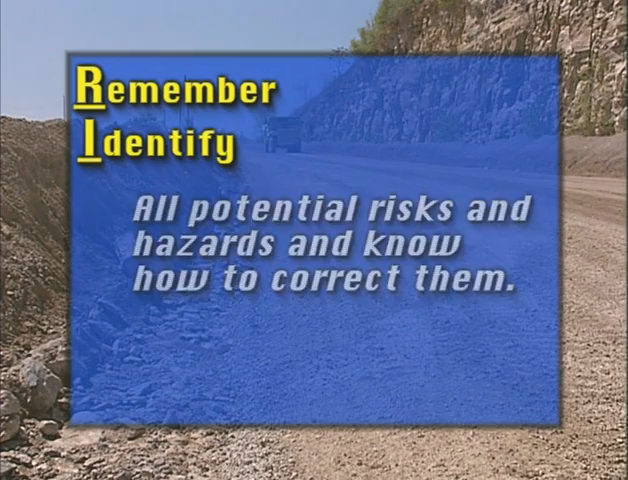 Remember
Identify
All potential risks and
hazards and know
how to correct them.